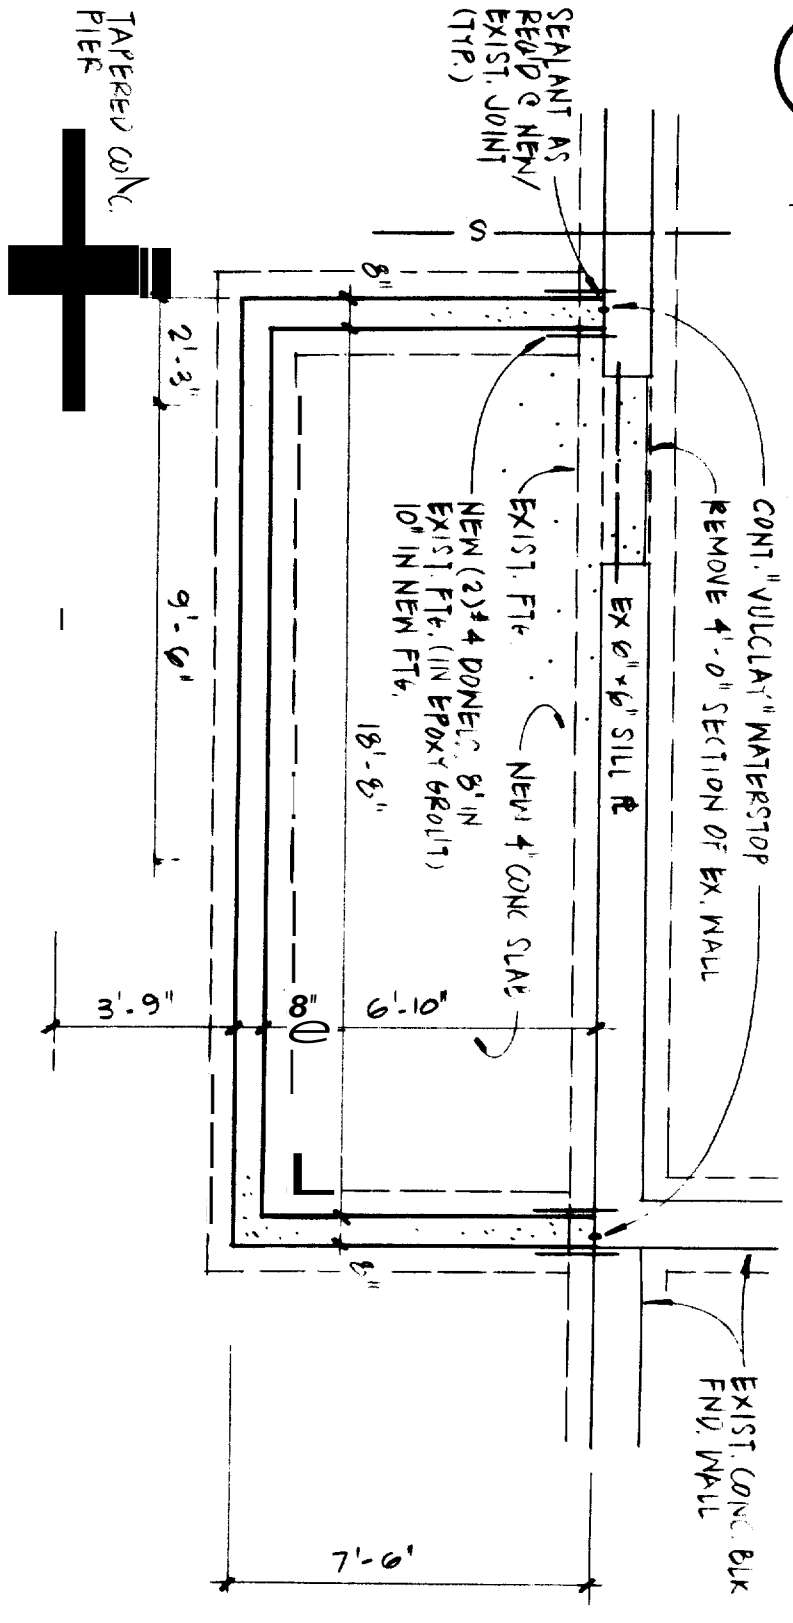 SEALANT AS
REQ'D @ NEW/
EXIST. JOINT
(TYP.)
TAPERED CONC.
PIER
S
CONT. "VULCLAY" WATERSTOP
REMOVE 4'-0" SECTION OF EX. WALL
EX 6"x6" SILL PL
EXIST. FTG.
NEW 4" CONC SLAB
NEW (2) #4 DOWELS, 8" IN
EXIST. FTG. (IN EPOXY GROUT)
10" IN NEW FTG.
EXIST. CONC. BLK
FND. WALL
8"
18'-8"
8"
2'-3"
9'-6"
3'-9"
8"
6'-10"
7'-6"